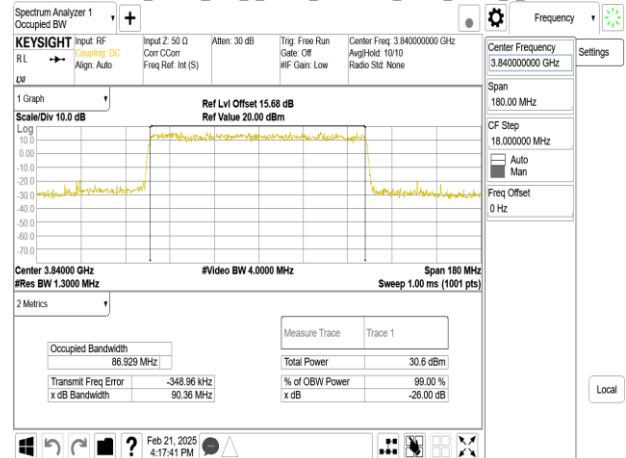 Spectrum Analyzer 1
Occupied BW
+
Frequency
KEYSIGHT
Input: RF
Input Z: 50 Ω
Atten: 30 dB
Trig: Free Run
Center Freq: 3.840000000 GHz
RL
Coupling: DC
Corr CCorr
Gate: Off
Avg|Hold: 10/10
Align: Auto
Freq Ref: Int (S)
#IF Gain: Low
Radio Std: None
LXI
Center Frequency
3.840000000 GHz
Settings
Span
180.00 MHz
CF Step
18.000000 MHz
Auto
Man
Freq Offset
0 Hz
Local
1 Graph
Ref Lvl Offset 15.68 dB
Scale/Div 10.0 dB
Ref Value 20.00 dBm
Log
10.0
0.00
-10.0
-20.0
-30.0
-40.0
-50.0
-60.0
-70.0
Center 3.84000 GHz
#Video BW 4.0000 MHz
Span 180 MHz
#Res BW 1.3000 MHz
Sweep 1.00 ms (1001 pts)
2 Metrics
Measure Trace
Trace 1
Occupied Bandwidth
86.929 MHz
Total Power
30.6 dBm
Transmit Freq Error
-348.96 kHz
% of OBW Power
99.00 %
x dB Bandwidth
90.36 MHz
x dB
-26.00 dB
?
Feb 21, 2025
4:17:41 PM